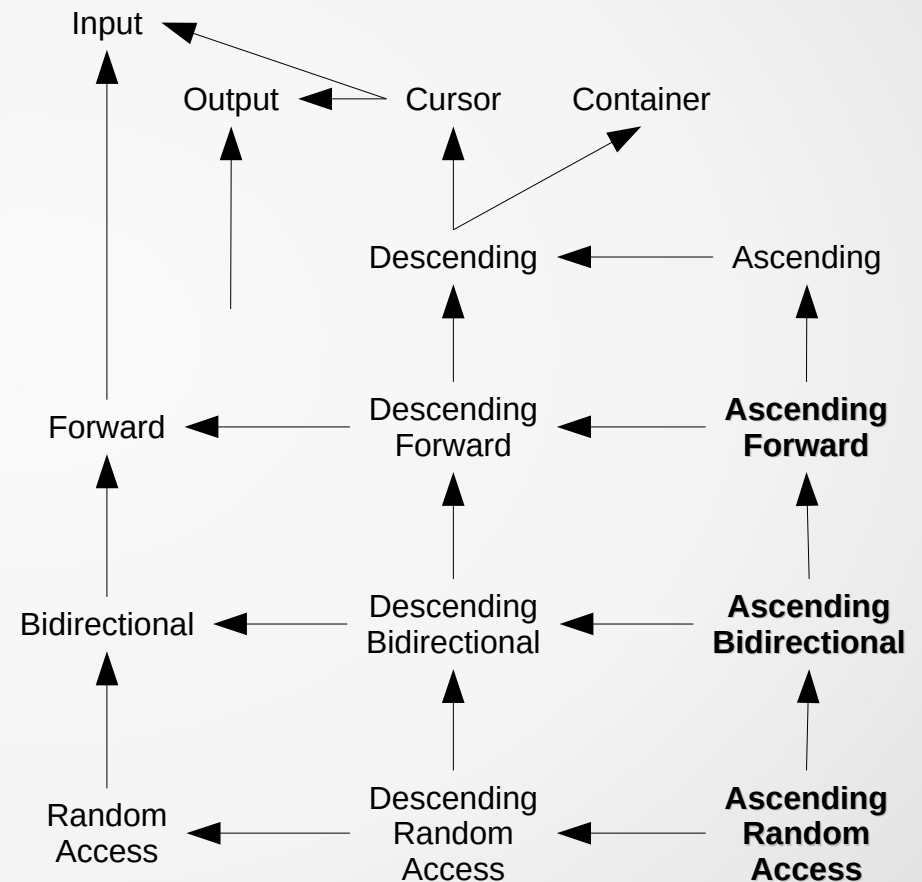 Input
Output
Cursor
Container
Descending
Ascending
Forward
Descending
Forward
Ascending
Forward
Bidirectional
Descending
Bidirectional
Ascending
Bidirectional
Random
Access
Descending
Random
Access
Ascending
Random
Access